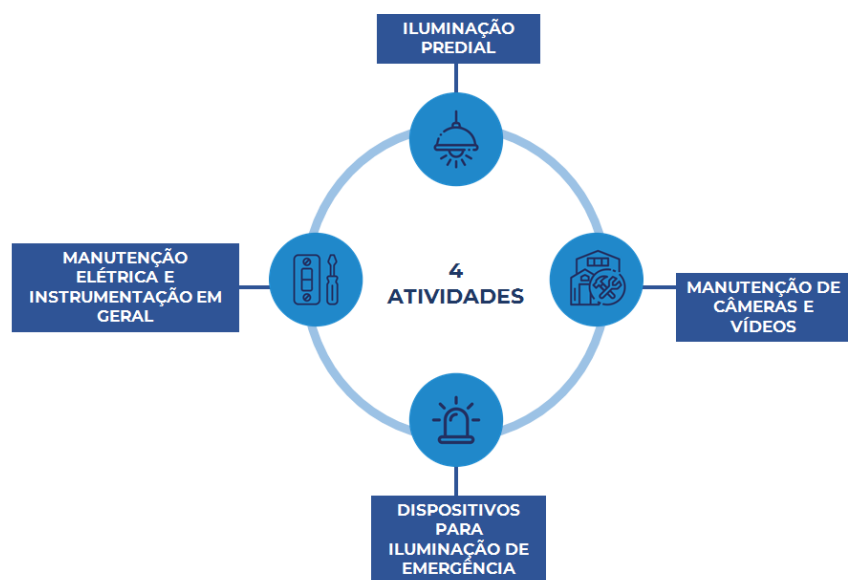 ILUMINAÇÃO
PREDIAL
MANUTENÇÃO
ELÉTRICA E
INSTRUMENTAÇÃO EM
GERAL
4
ATIVIDADES
MANUTENÇÃO DE
CÂMERAS E
VÍDEOS
DISPOSITIVOS
PARA
ILUMINAÇÃO DE
EMERGÊNCIA